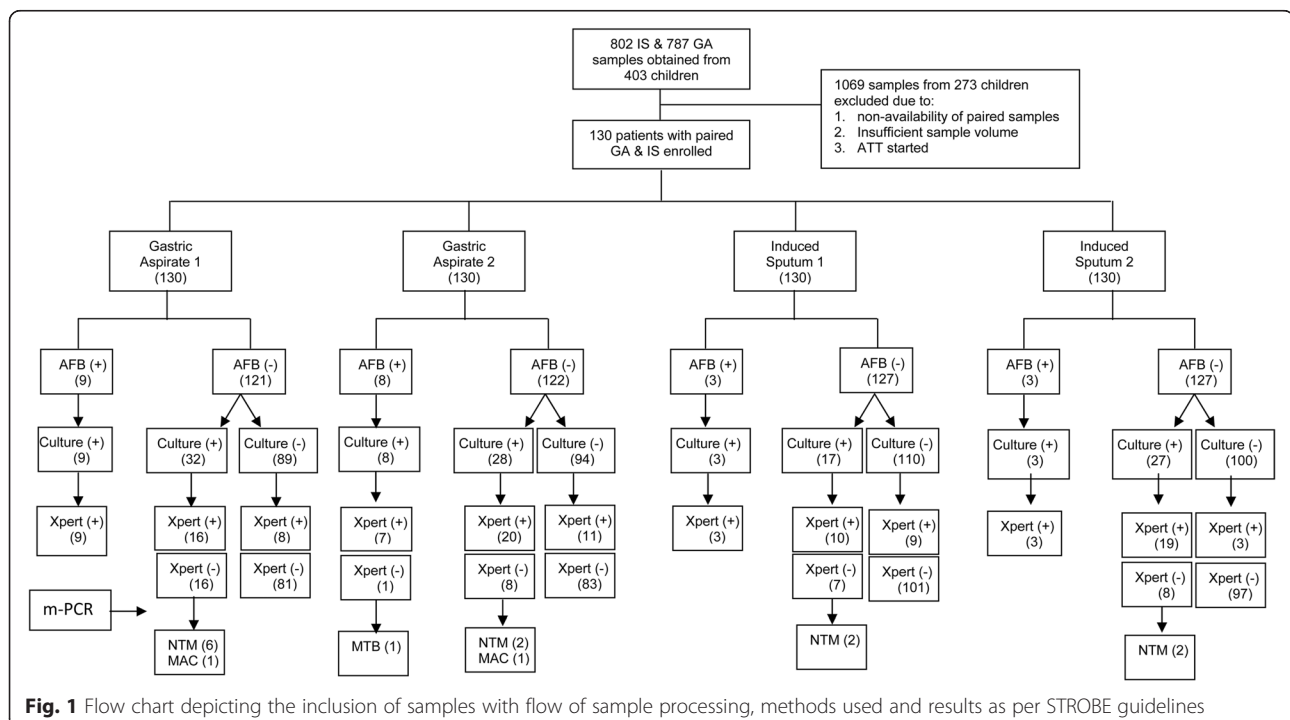 802 IS & 787 GA
samples obtained from
403 children
1069 samples from 273 children
excluded due to:
1. non-availability of paired samples
2. Insufficient sample volume
3. ATT started
130 patients with paired
GA & IS enrolled
Gastric
Aspirate 1
(130)
Gastric
Aspirate 2
(130)
Induced
Sputum 1
(130)
Induced
Sputum 2
(130)
AFB (+)
(9)
AFB (-)
(121)
AFB (+)
(8)
AFB (-)
(122)
AFB (+)
(3)
AFB (-)
(127)
AFB (+)
(3)
AFB (-)
(127)
Culture (+)
(9)
Culture (+)
(32)
Culture (-)
(89)
Culture (+)
(8)
Culture (+)
(28)
Culture (-)
(94)
Culture (+)
(3)
Culture (+)
(17)
Culture (-)
(110)
Culture (+)
(3)
Culture (+)
(27)
Culture (-)
(100)
Xpert (+)
(9)
Xpert (+)
(16)
Xpert (+)
(8)
Xpert (+)
(7)
Xpert (+)
(20)
Xpert (+)
(11)
Xpert (+)
(3)
Xpert (+)
(10)
Xpert (+)
(9)
Xpert (+)
(3)
Xpert (+)
(19)
Xpert (+)
(3)
Xpert (-)
(16)
Xpert (-)
(81)
Xpert (-)
(1)
Xpert (-)
(8)
Xpert (-)
(83)
Xpert (-)
(7)
Xpert (-)
(101)
Xpert (-)
(8)
Xpert (-)
(97)
m-PCR
NTM (6)
MAC (1)
MTB (1)
NTM (2)
MAC (1)
NTM (2)
NTM (2)
Fig. 1 Flow chart depicting the inclusion of samples with flow of sample processing, methods used and results as per STROBE guidelines